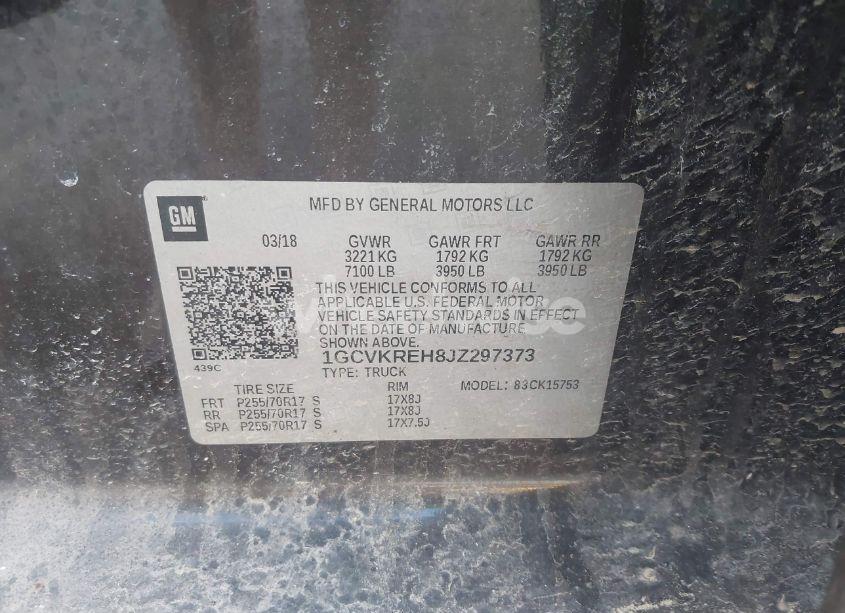 GM
MFD BY GENERAL MOTORS LLC
03/18 GVWR GAWR FRT GAWR RR
3221 KG 1792 KG 1792 KG
7100 LB 3950 LB 3950 LB
THIS VEHICLE CONFORMS TO ALL
APPLICABLE U.S. FEDERAL MOTOR
VEHICLE SAFETY STANDARDS IN EFFECT
ON THE DATE OF MANUFACTURE
SHOWN ABOVE.
1GCVKREH8JZ297373
439C
TYPE: TRUCK
TIRE SIZE RIM MODEL: 83CK15753
FRT P255/70R17 S 17X8J
RR P255/70R17 S 17X8J
SPA P255/70R17 S 17X7.5J